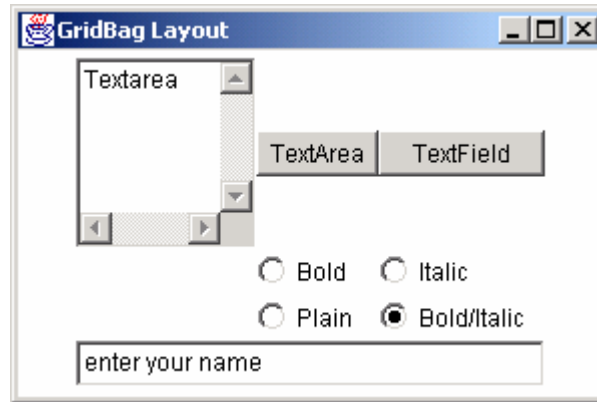 GridBag Layout
Textarea
TextArea TextField
Bold Italic
Plain Bold/Italic
enter your name